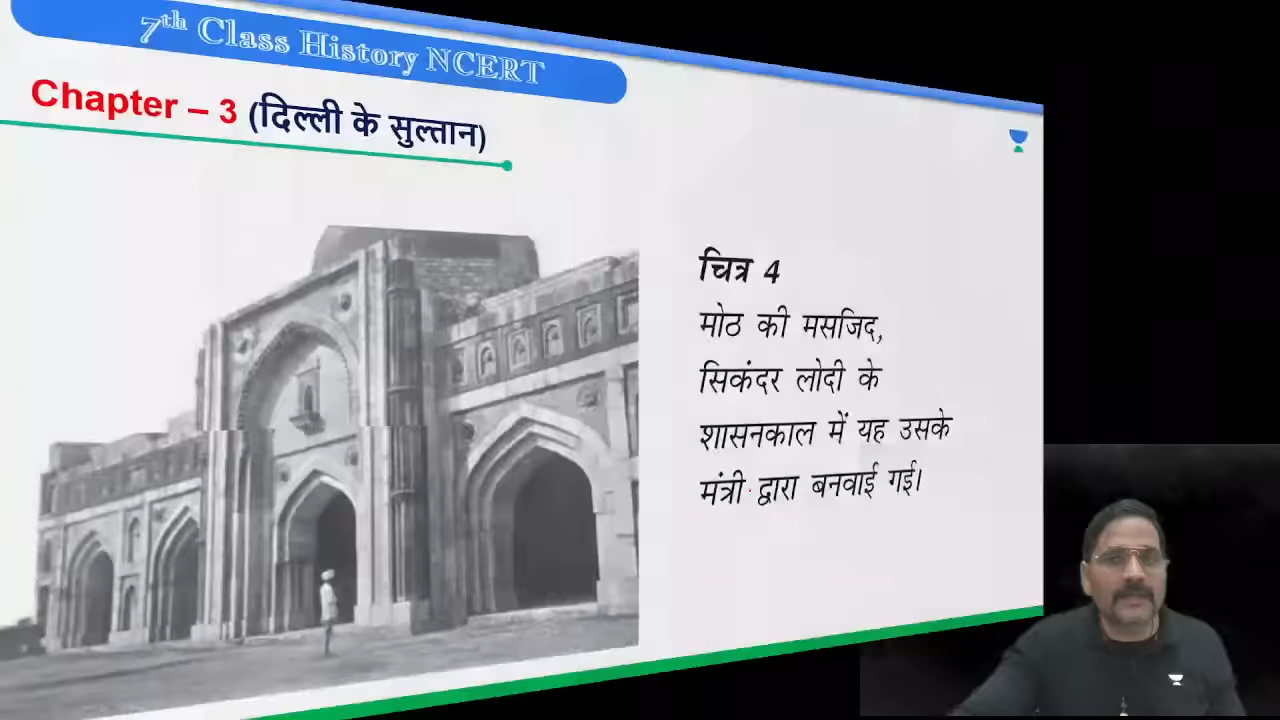 7th Class History NCERT
Chapter – 3 (दिल्ली के सुल्तान)
चित्र 4
मोठ की मसजिद,
सिकंदर लोदी के
शासनकाल में यह उसके
मंत्री द्वारा बनवाई गई।